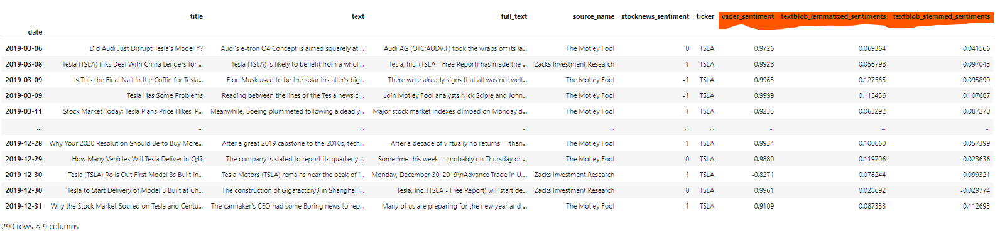 title text full_text source_name stocknews_sentiment ticker vader_sentiment textblob_lemmatized_sentiments textblob_stemmed_sentiments
date
2019-03-06 Did Audi Just Disrupt Tesla's Model Y? Audi's e-tron Q4 Concept is aimed squarely at ... Audi AG (OTC:AUDV.F) took the wraps off its la... The Motley Fool 0 TSLA 0.9726 0.069364 0.041566
2019-03-08 Tesla (TSLA) Inks Deal With China Lenders for ... Tesla (TSLA) is likely to benefit from a wholl... Tesla, Inc. (TSLA - Free Report) has made the ... Zacks Investment Research 1 TSLA 0.9928 0.056798 0.097043
2019-03-09 Is This the Final Nail in the Coffin for Tesla... Elon Musk used to be the solar installer's big... There were already signs that all was not well... The Motley Fool -1 TSLA 0.9965 0.127565 0.095899
2019-03-09 Tesla Has Some Problems Reading between the lines of the Tesla news ci... Join Motley Fool analysts Nick Sciple and John... The Motley Fool -1 TSLA 0.9999 0.115436 0.107687
2019-03-11 Stock Market Today: Tesla Plans Price Hikes, P... Meanwhile, Boeing plummeted following a deadly... Major stock market indexes climbed on Monday d... The Motley Fool -1 TSLA -0.9235 0.063292 0.087270
... ... ... ... ... ... ... ... ... ...
2019-12-28 Why Your 2020 Resolution Should Be to Buy More... After a great 2019 capstone to the 2010s, tech... After a decade of virtually no returns -- than... The Motley Fool 1 TSLA 0.9934 0.100860 0.057399
2019-12-29 How Many Vehicles Will Tesla Deliver in Q4? The company is slated to report its quarterly ... Sometime this week -- probably on Thursday or ... The Motley Fool 0 TSLA 0.9880 0.119706 0.023636
2019-12-30 Tesla (TSLA) Rolls Out First Model 3s Built in... Tesla Motors (TSLA) remains near the peak of i... Monday, December 30, 2019\nAdvance Trade in U.... Zacks Investment Research 1 TSLA -0.8271 0.078244 0.099321
2019-12-30 Tesla to Start Delivery of Model 3 Built at Ch... The construction of Gigafactory3 in Shanghai i... Tesla, Inc. (TSLA - Free Report) will start de... Zacks Investment Research 0 TSLA 0.9961 0.028692 -0.029774
2019-12-31 Why the Stock Market Soured on Tesla and Centu... The carmaker's CEO had some Boring news to rep... Many of us are preparing for the new year and ... The Motley Fool -1 TSLA 0.9109 0.087333 0.112693
290 rows × 9 columns